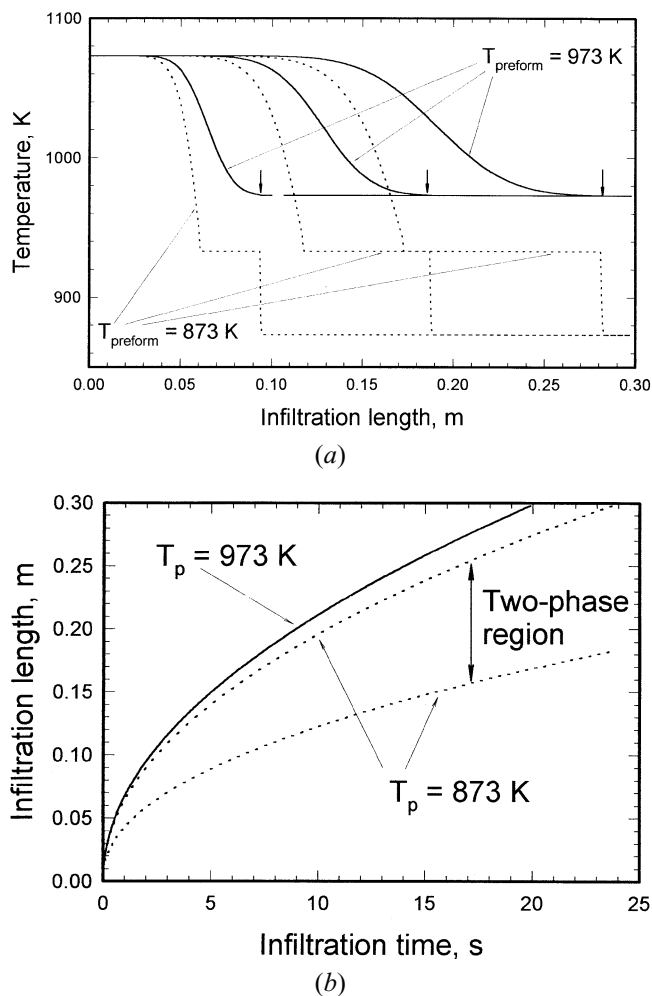 1100
1000
900
Temperature, K
T_preform = 973 K
T_preform = 873 K
0.00 0.05 0.10 0.15 0.20 0.25 0.30
Infiltration length, m
(a)
0.30
0.25
0.20
0.15
0.10
0.05
0.00
Infiltration length, m
T_p = 973 K
Two-phase
region
T_p = 873 K
0 5 10 15 20 25
Infiltration time, s
(b)